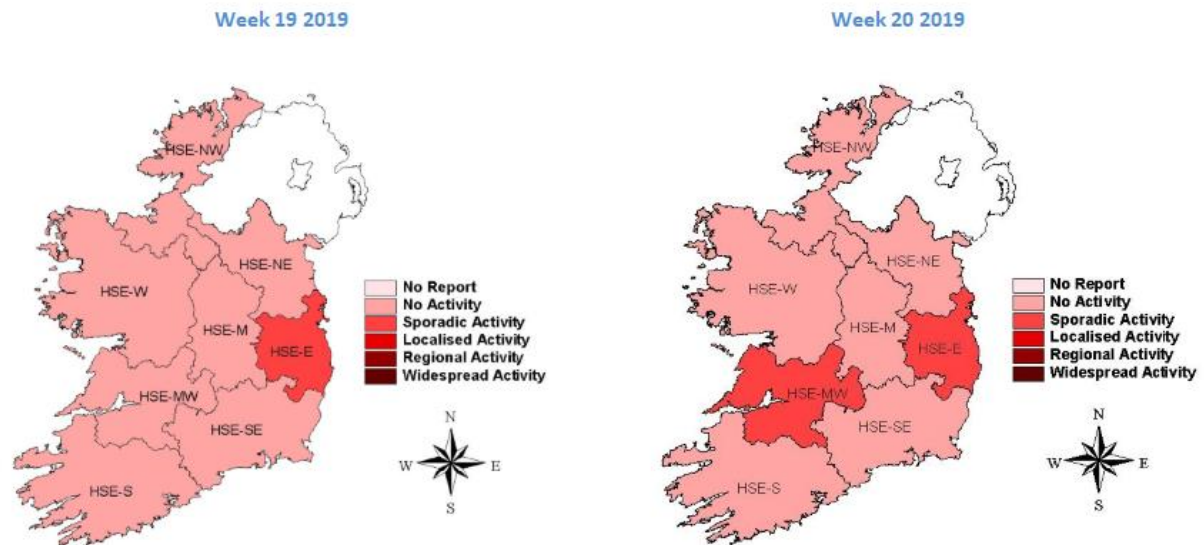 Week 19 2019
HSE-NW
HSE-NE
HSE-W
HSE-M
HSE-E
HSE-MW
HSE-SE
HSE-S
No Report
No Activity
Sporadic Activity
Localised Activity
Regional Activity
Widespread Activity
N
W E
S
Week 20 2019
HSE-NW
HSE-NE
HSE-W
HSE-M
HSE-E
HSE-MW
HSE-SE
HSE-S
No Report
No Activity
Sporadic Activity
Localised Activity
Regional Activity
Widespread Activity
N
W E
S